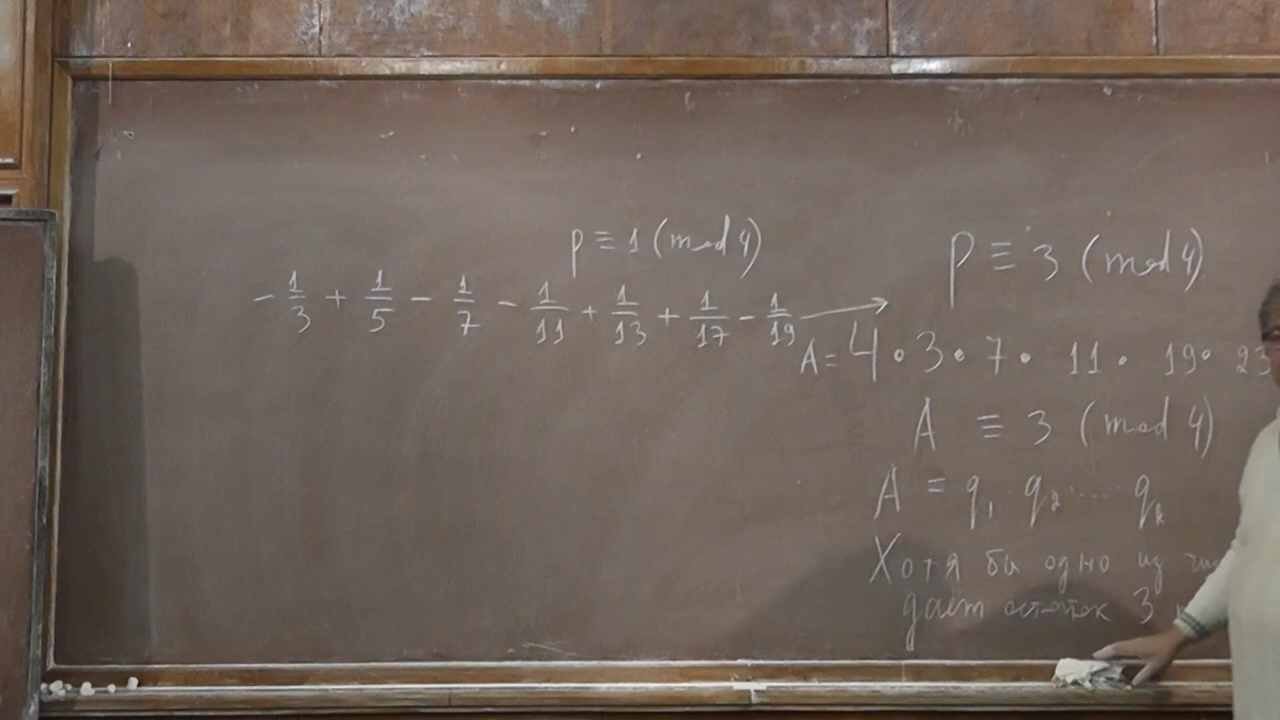 p ≡ 1 (mod 4)
- 1/3 + 1/5 - 1/7 - 1/11 + 1/13 + 1/17 - 1/19 →
p ≡ 3 (mod 4)
A = 4 · 3 · 7 · 11 · 19 · 23
A ≡ 3 (mod 4)
A = q₁ q₂ .... qₖ
Хотя бы одно из
даёт остаток 3